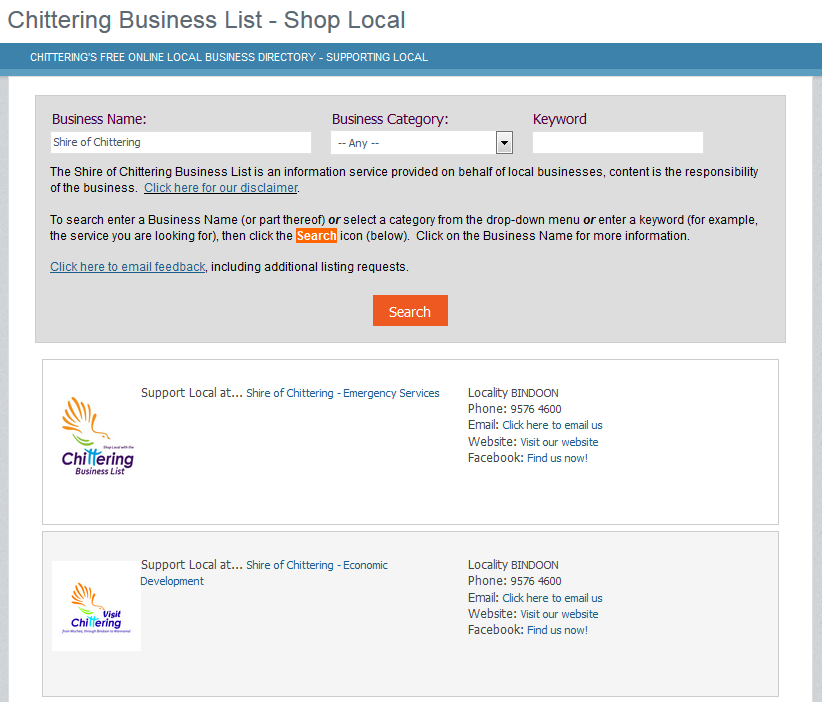 Chittering Business List - Shop Local
CHITTERING'S FREE ONLINE LOCAL BUSINESS DIRECTORY - SUPPORTING LOCAL
Business Name: Business Category: Keyword
Shire of Chittering -- Any --
The Shire of Chittering Business List is an information service provided on behalf of local businesses, content is the responsibility
of the business. Click here for our disclaimer.
To search enter a Business Name (or part thereof) or select a category from the drop-down menu or enter a keyword (for example,
the service you are looking for), then click the Search icon (below). Click on the Business Name for more information.
Click here to email feedback, including additional listing requests.
Search
Shop Local with the
Chittering
Business List
Support Local at... Shire of Chittering - Emergency Services
Locality BINDOON
Phone: 9576 4600
Email: Click here to email us
Website: Visit our website
Facebook: Find us now!
Visit
Chittering
from Muchea, through Bindoon to Wannamal
Support Local at... Shire of Chittering - Economic
Development
Locality BINDOON
Phone: 9576 4600
Email: Click here to email us
Website: Visit our website
Facebook: Find us now!